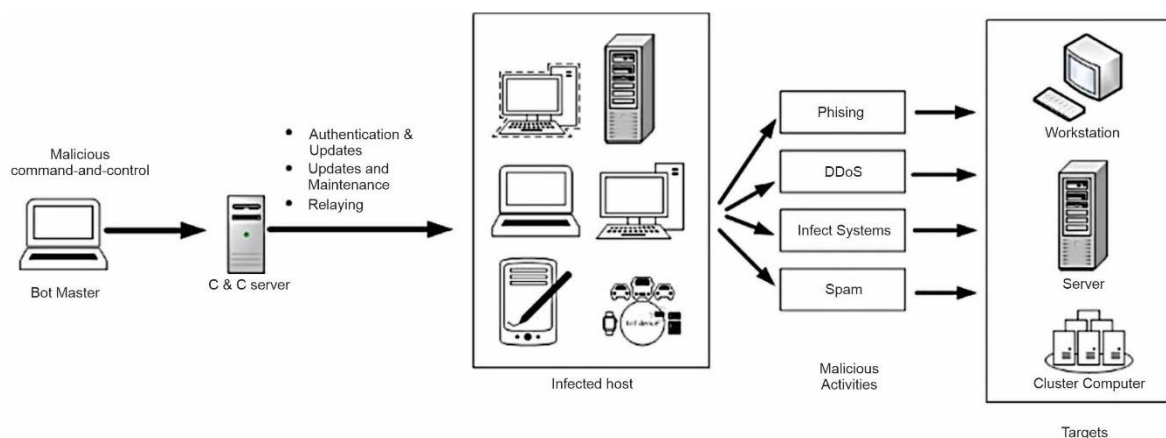 Malicious
command-and-control
Bot Master
C & C server
• Authentication &
Updates
• Updates and
Maintenance
• Relaying
Infected host
Phising
DDoS
Infect Systems
Spam
Malicious
Activities
Workstation
Server
Cluster Computer
Targets